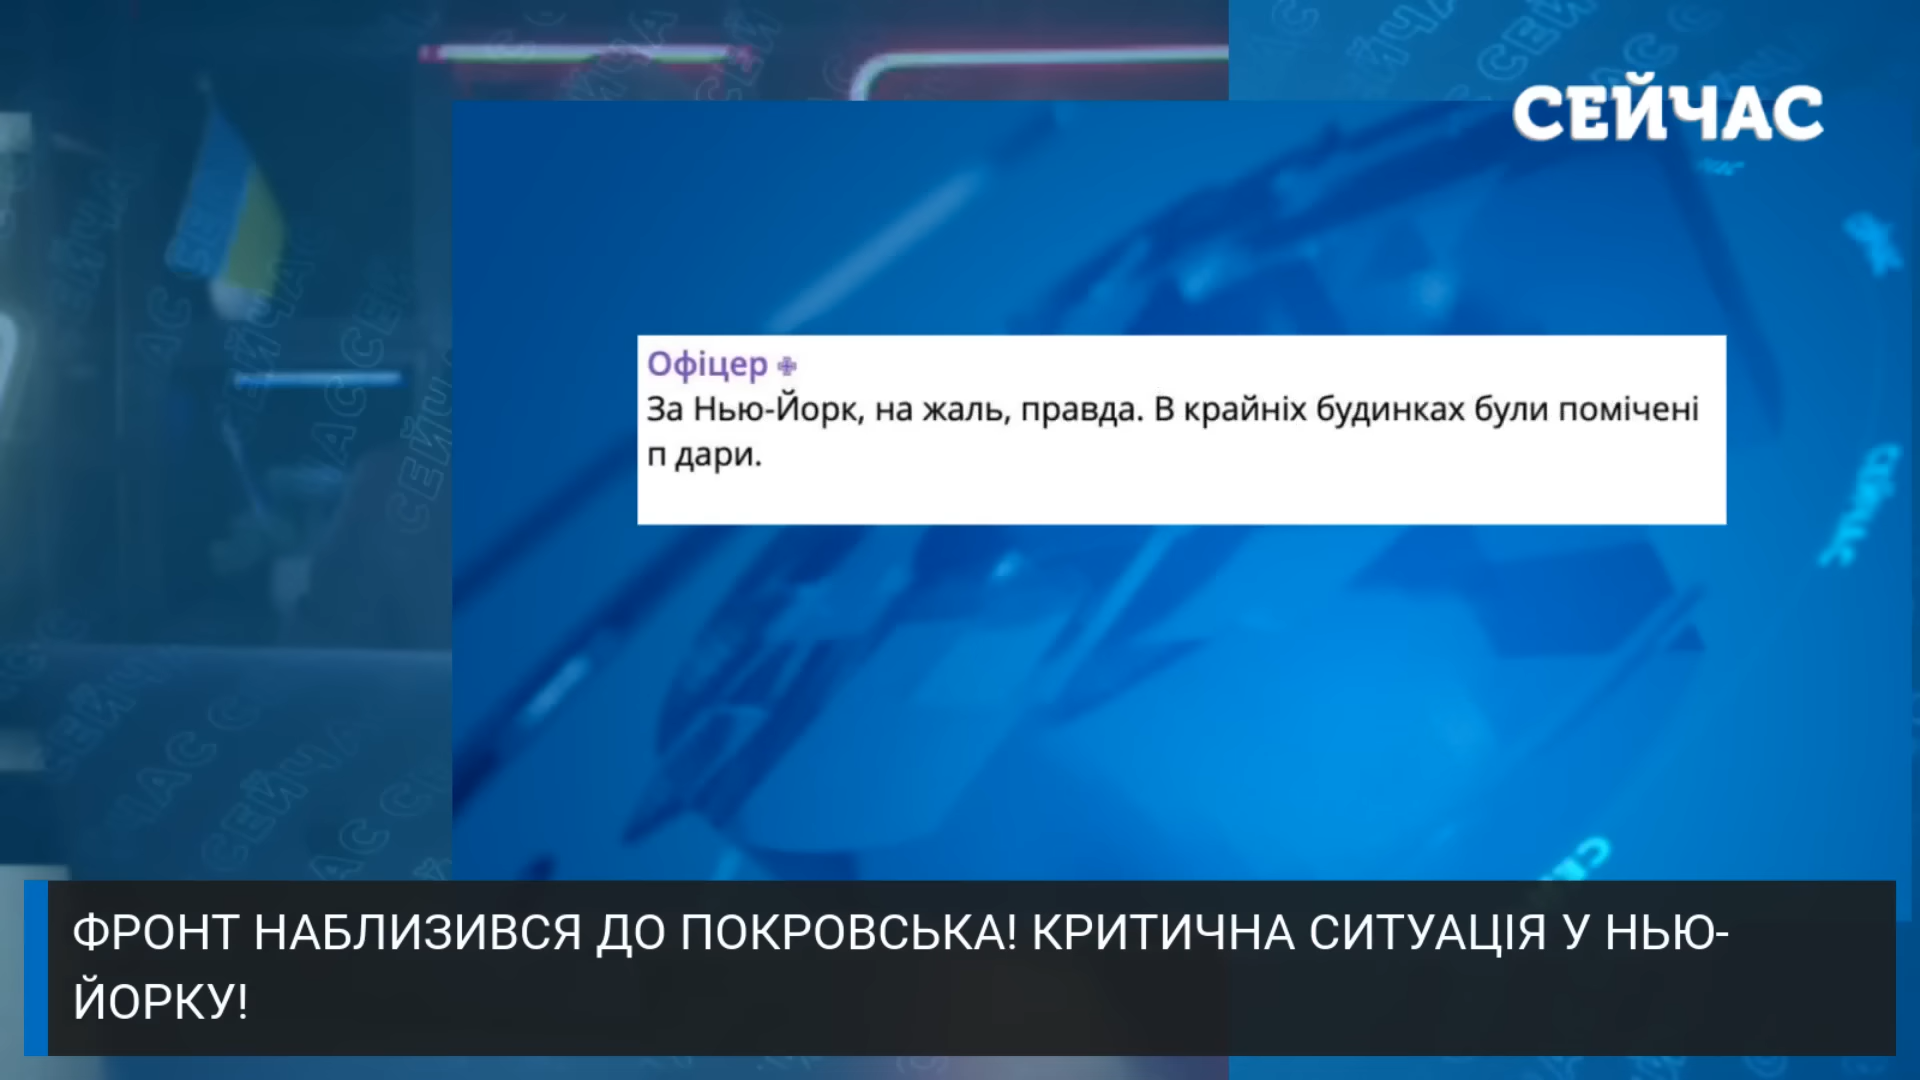 СЕЙЧАС
Офіцер
За Нью-Йорк, на жаль, правда. В крайніх будинках були помічені
п дари.
ФРОНТ НАБЛИЗИВСЯ ДО ПОКРОВСЬКА! КРИТИЧНА СИТУАЦІЯ У НЬЮ-
ЙОРКУ!